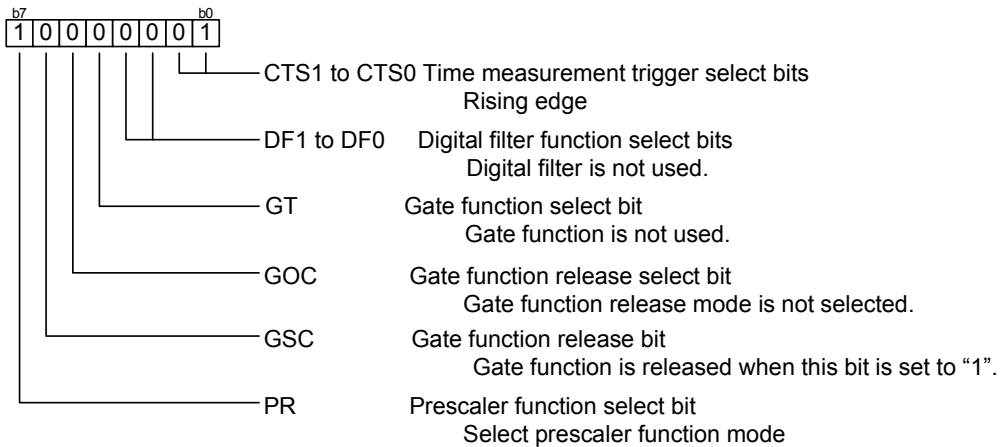 b7 b0
1 0 0 0 0 0 0 1
CTS1 to CTS0 Time measurement trigger select bits
Rising edge
DF1 to DF0 Digital filter function select bits
Digital filter is not used.
GT Gate function select bit
Gate function is not used.
GOC Gate function release select bit
Gate function release mode is not selected.
GSC Gate function release bit
Gate function is released when this bit is set to “1”.
PR Prescaler function select bit
Select prescaler function mode